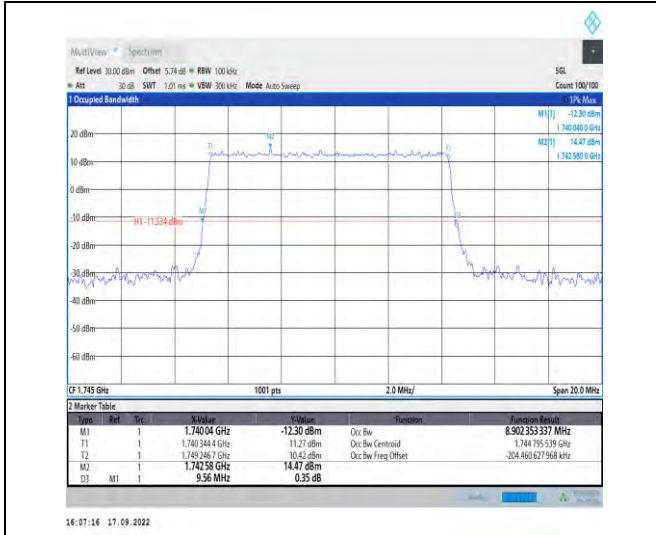 MultiView Spectrum
Ref Level 30.00 dBm Offset 5.74 dB RBW 100 kHz SGL
Att 30 dB SWT 1.01 ms VBW 300 kHz Mode Auto Sweep Count 100/100
1 Occupied Bandwidth 1Pk Max
M1[1] -12.30 dBm
1.740 040 0 GHz
M2[1] 14.47 dBm
1.742 580 0 GHz
20 dBm
M2
T1
T2
10 dBm
0 dBm
M1
-10 dBm
H1 -11.534 dBm
D3
-20 dBm
-30 dBm
-40 dBm
-50 dBm
-60 dBm
CF 1.745 GHz 1001 pts 2.0 MHz/ Span 20.0 MHz
2 Marker Table
Type Ref Trc X-Value Y-Value Function Function Result
M1 1 1.740 04 GHz -12.30 dBm Occ Bw 8.902 353 337 MHz
T1 1 1.740 344 4 GHz 11.27 dBm Occ Bw Centroid 1.744 795 539 GHz
T2 1 1.749 246 7 GHz 10.42 dBm Occ Bw Freq Offset -204.460 627 968 kHz
M2 1 1.742 58 GHz 14.47 dBm
D3 M1 1 9.56 MHz 0.35 dB
16:07:16 17.09.2022